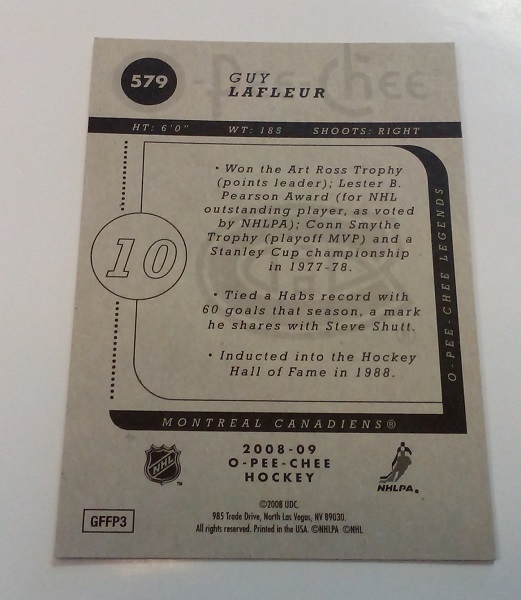 O-Pee-Chee
579
GUY
LAFLEUR
HT: 6'0" WT: 185 SHOOTS: RIGHT
• Won the Art Ross Trophy
(points leader); Lester B.
Pearson Award (for NHL
outstanding player, as voted
by NHLPA); Conn Smythe
Trophy (playoff MVP) and a
Stanley Cup championship
in 1977-78.
10
• Tied a Habs record with
60 goals that season, a mark
he shares with Steve Shutt.
• Inducted into the Hockey
Hall of Fame in 1988.
O-PEE-CHEE LEGENDS
MONTREAL CANADIENS®
NHL
2008-09
O-PEE-CHEE
HOCKEY
NHLPA®
©2008 UDC.
985 Trade Drive, North Las Vegas, NV 89030.
All rights reserved. Printed in the USA. ©NHLPA ©NHL
GFFP3